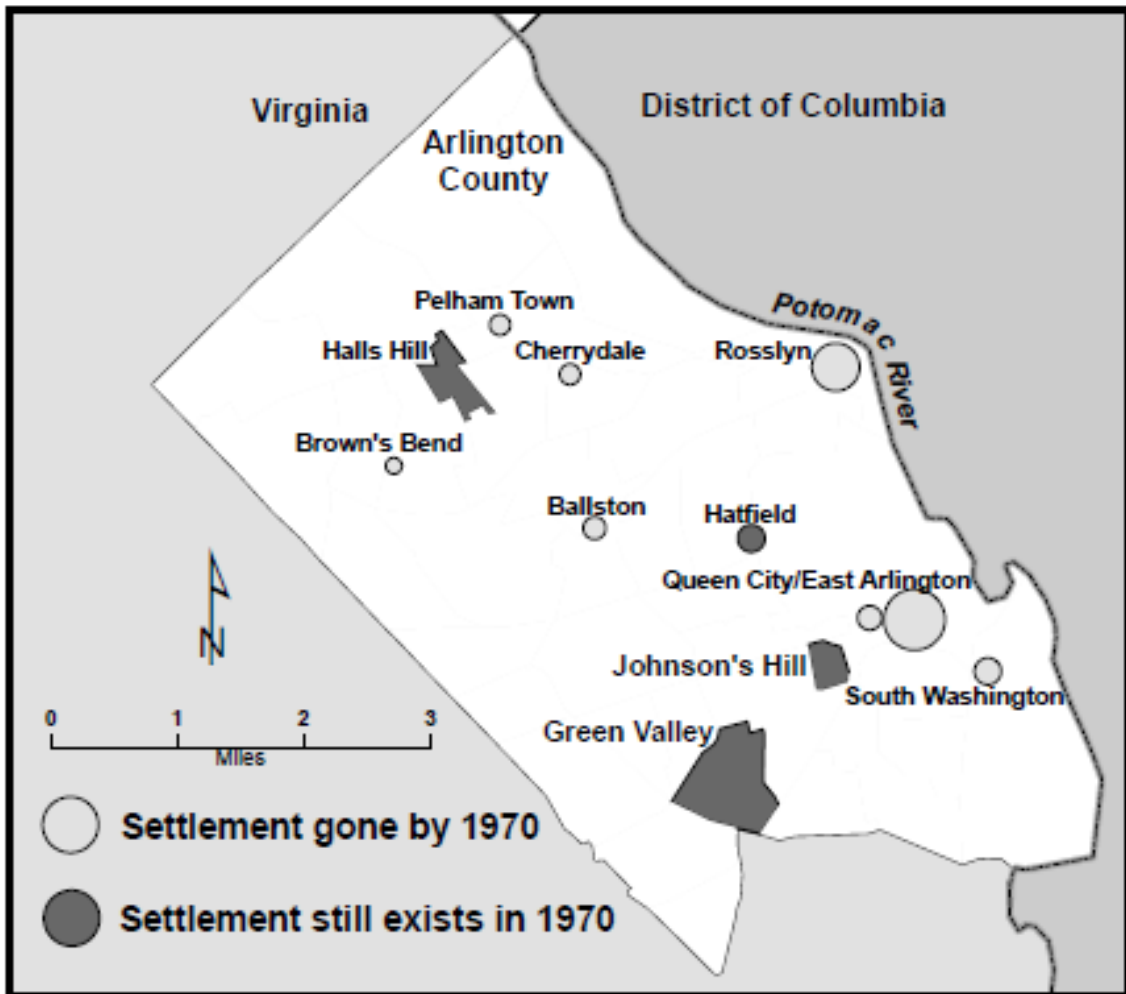 Virginia
District of Columbia
Arlington
County
Pelham Town
Potomac River
Halls Hill
Cherrydale
Rosslyn
Brown's Bend
Ballston
Hatfield
Queen City/East Arlington
N
Johnson's Hill
South Washington
Green Valley
0 1 2 3
Miles
Settlement gone by 1970
Settlement still exists in 1970